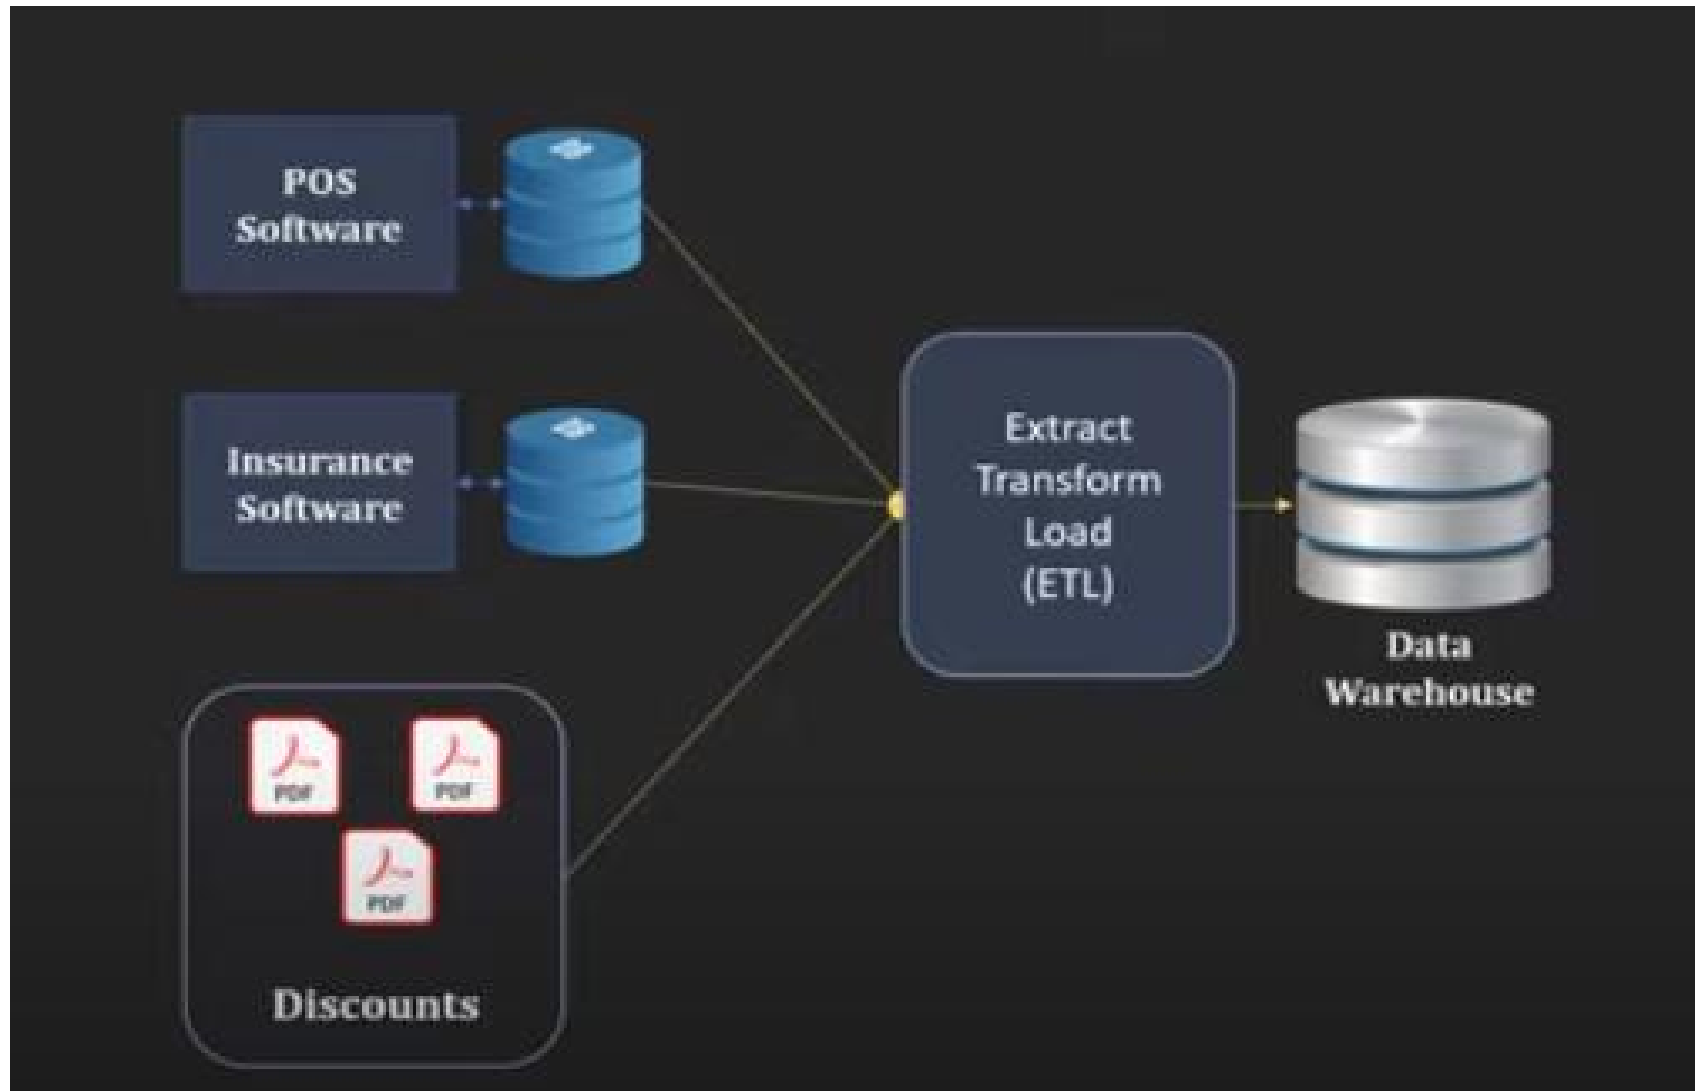 POS
Software
Insurance
Software
Extract
Transform
Load
(ETL)
Data
Warehouse
PDF
PDF
PDF
Discounts